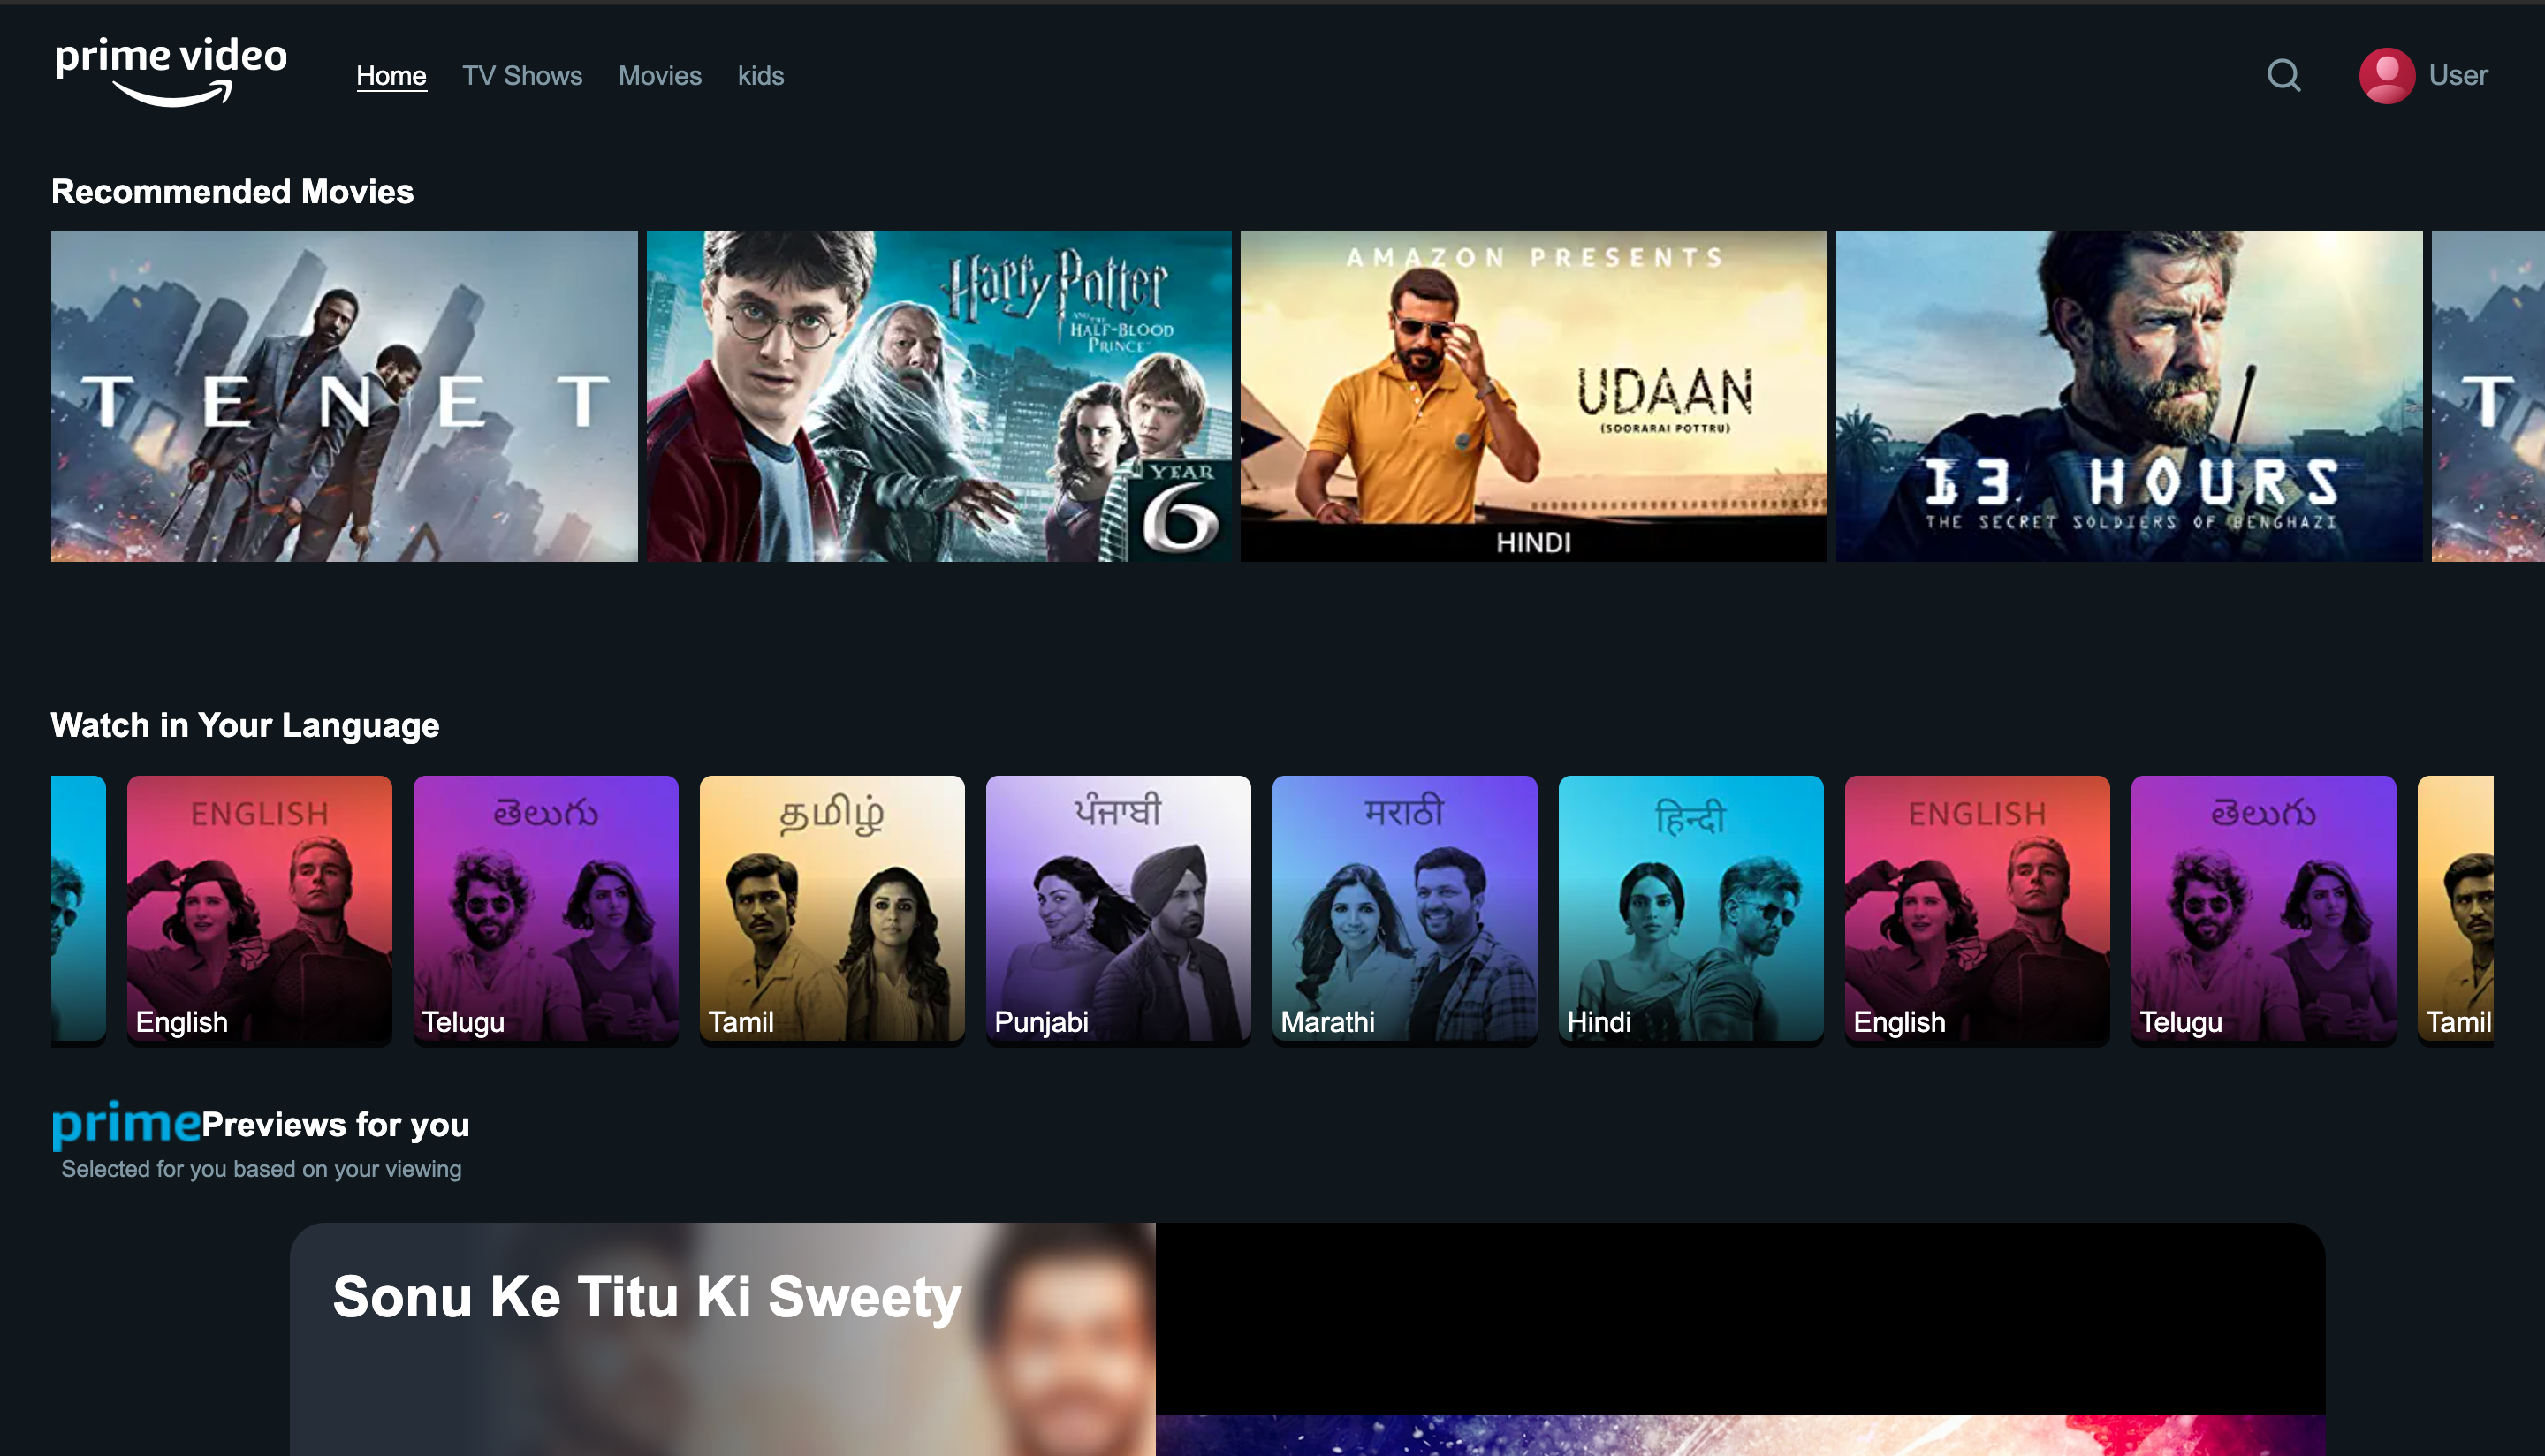 prime video
Home
TV Shows
Movies
kids
User
Recommended Movies
TENET
Harry Potter
AND THE
HALF-BLOOD
PRINCE
YEAR
6
AMAZON PRESENTS
UDAAN
(SOORARAI POTTRU)
HINDI
13 HOURS
THE SECRET SOLDIERS OF BENGHAZI
T
Watch in Your Language
ENGLISH
English
తెలుగు
Telugu
தமிழ்
Tamil
ਪੰਜਾਬੀ
Punjabi
मराठी
Marathi
हिन्दी
Hindi
ENGLISH
English
తెలుగు
Telugu
Tamil
prime Previews for you
Selected for you based on your viewing
Sonu Ke Titu Ki Sweety